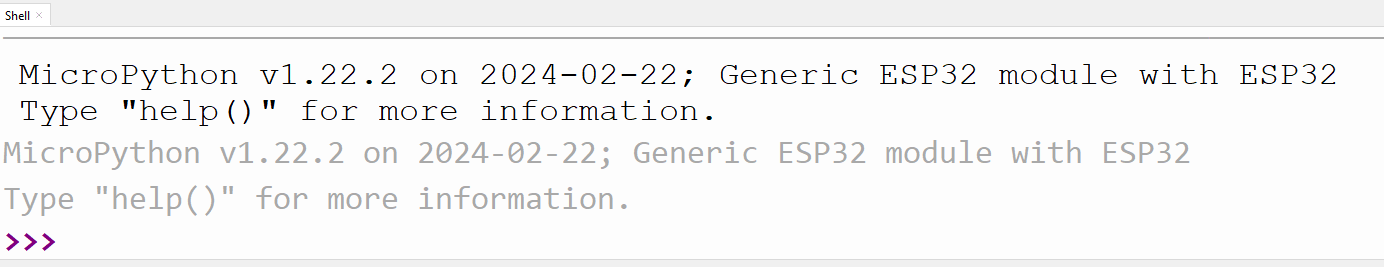 Shell ×
MicroPython v1.22.2 on 2024-02-22; Generic ESP32 module with ESP32
Type "help()" for more information.
MicroPython v1.22.2 on 2024-02-22; Generic ESP32 module with ESP32
Type "help()" for more information.
>>>